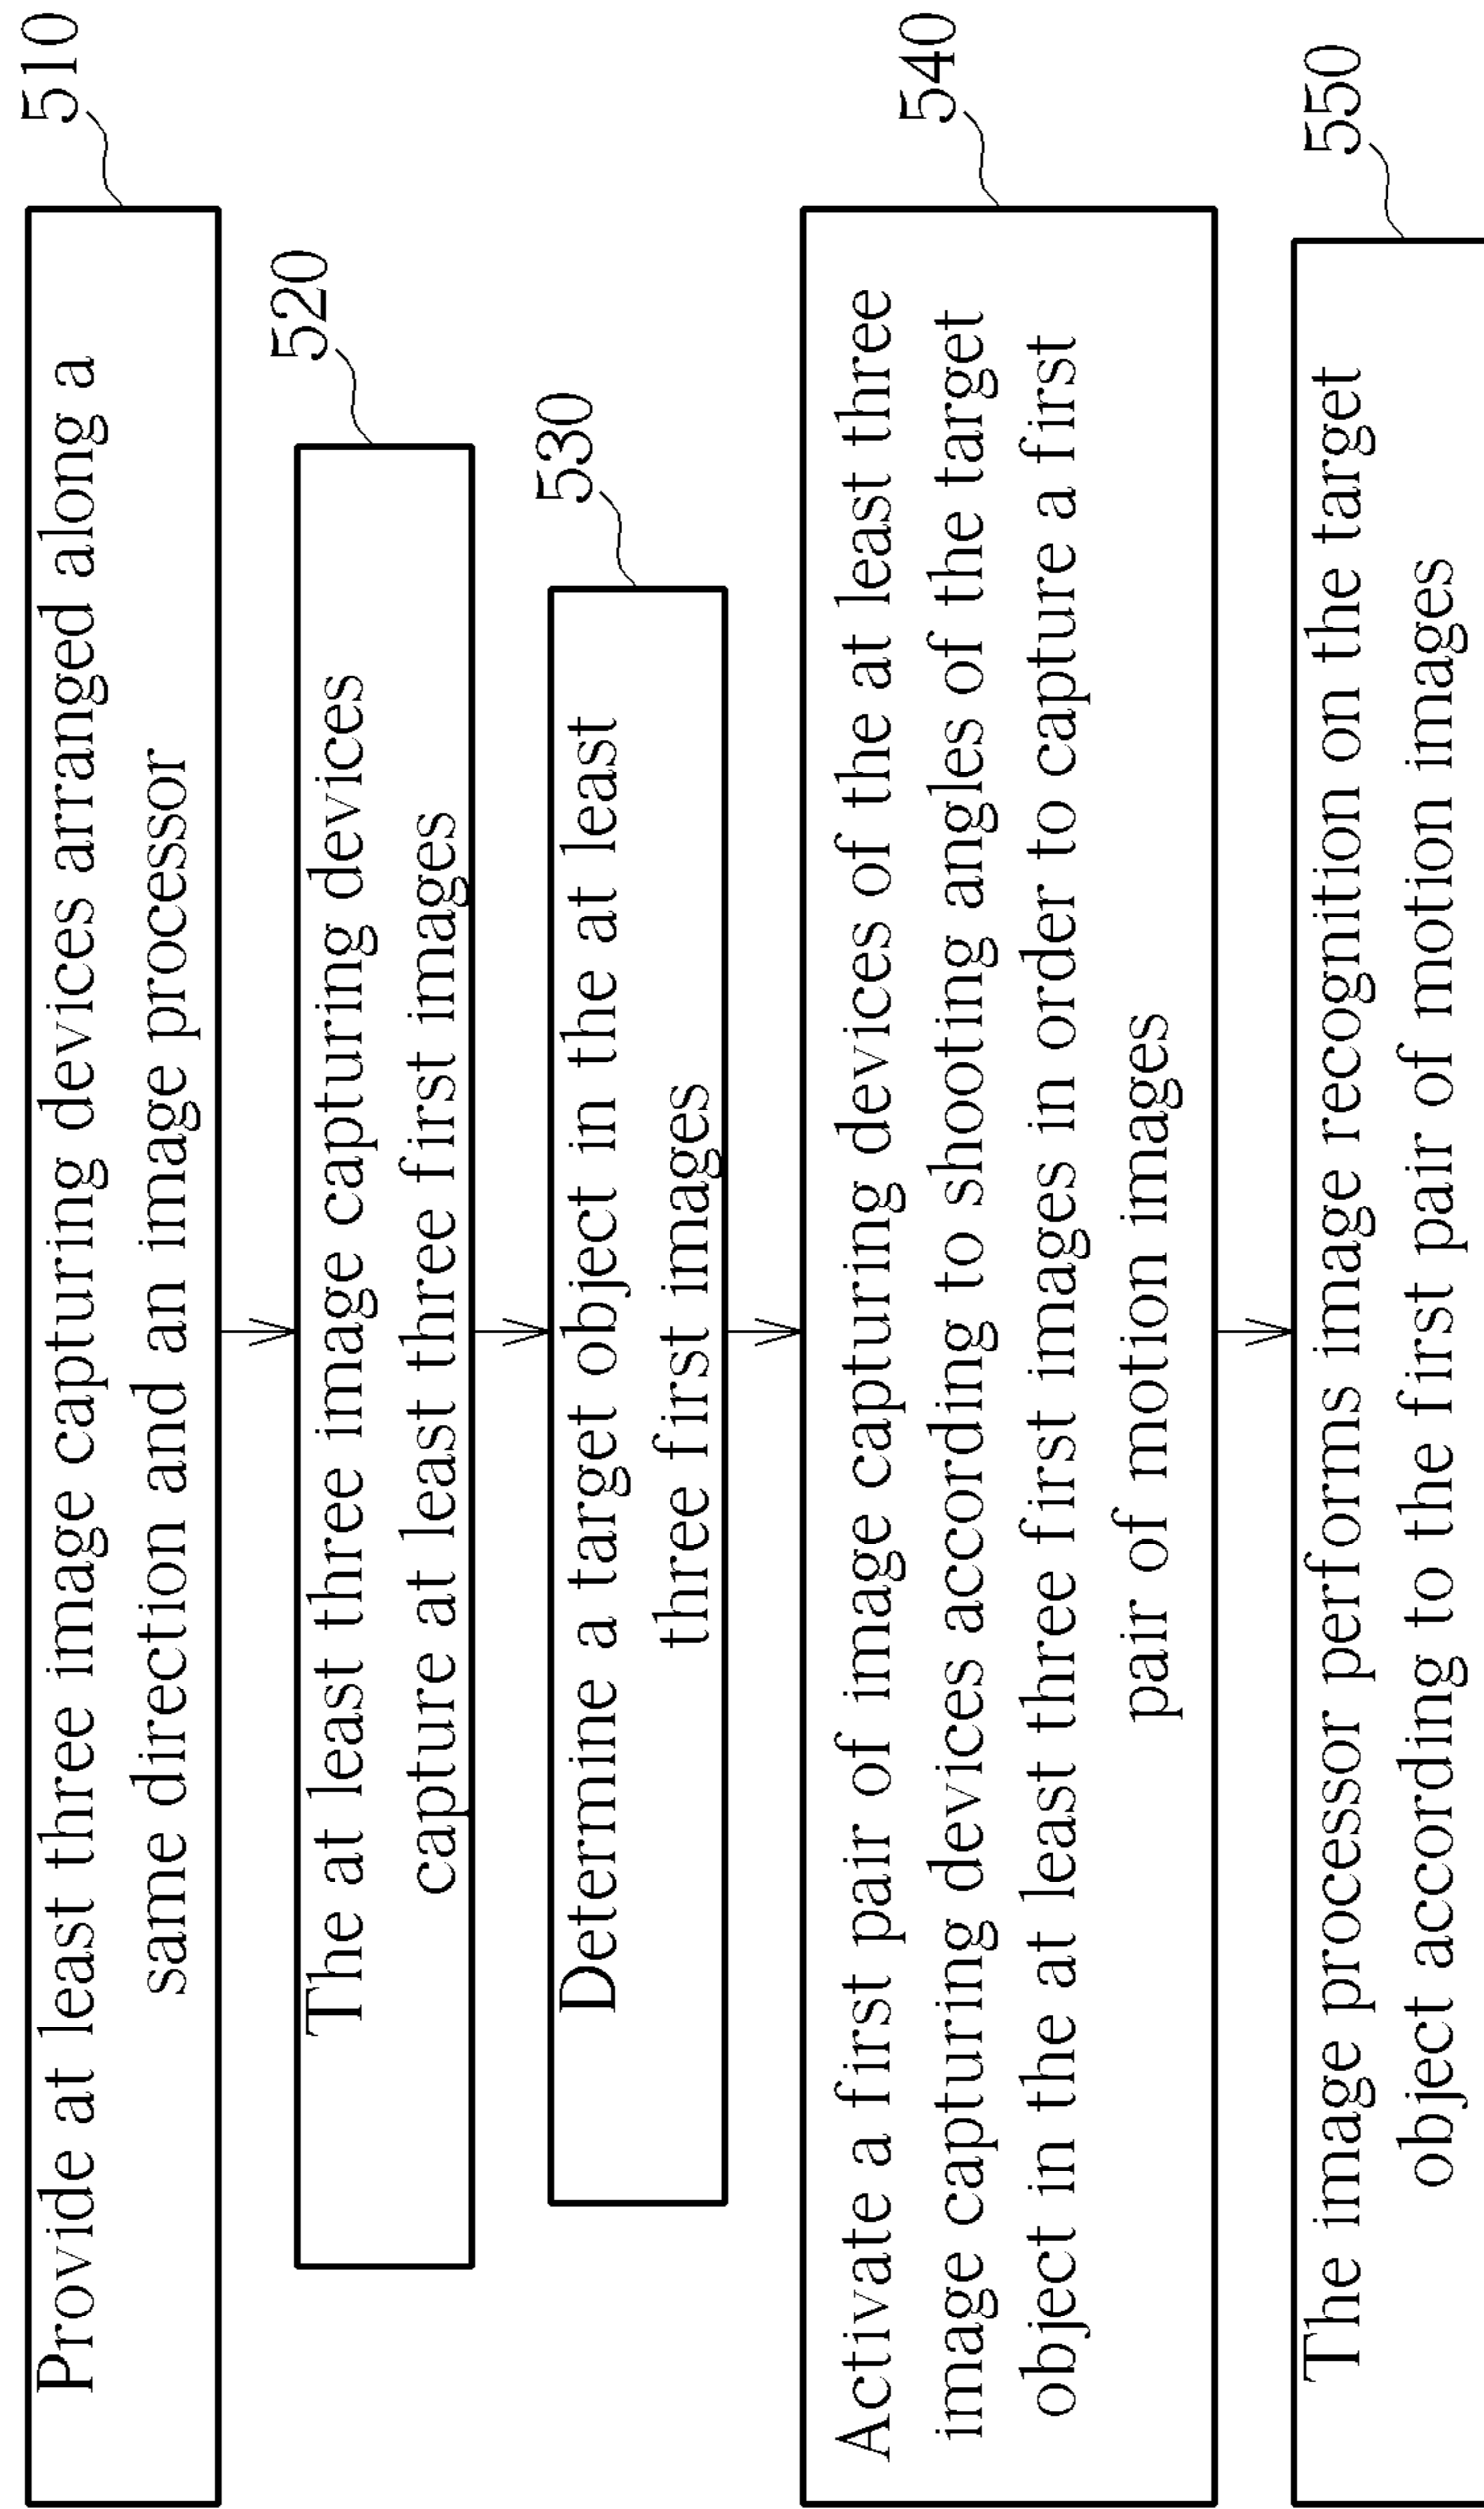 510
Provide at least three image capturing devices arranged along a
same direction and an image processor
520
The at least three image capturing devices
capture at least three first images
530
Determine a target object in the at least
three first images
540
Activate a first pair of image capturing devices of the at least three
image capturing devices according to shooting angles of the target
object in the at least three first images in order to capture a first
pair of motion images
550
The image processor performs image recognition on the target
object according to the first pair of motion images